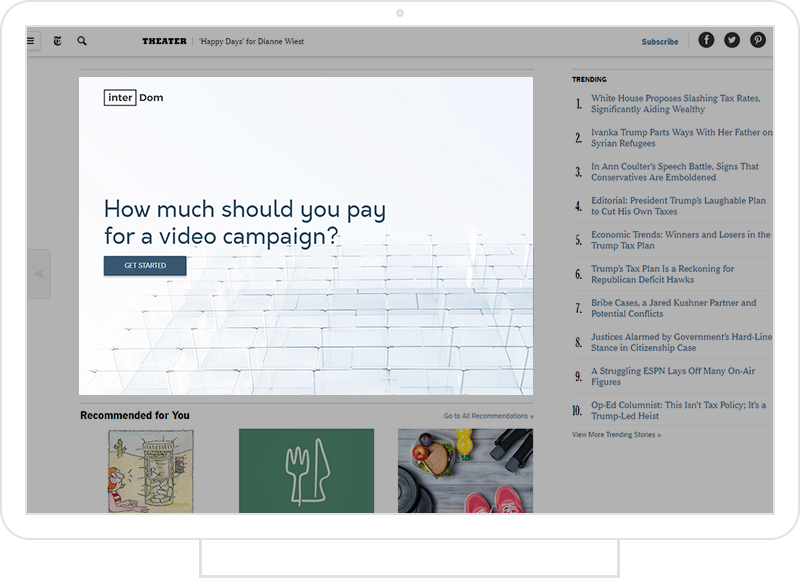 THEATER | 'Happy Days' for Dianne Wiest
Subscribe
inter Dom
How much should you pay
for a video campaign?
GET STARTED
TRENDING
1. White House Proposes Slashing Tax Rates,
Significantly Aiding Wealthy
2. Ivanka Trump Parts Ways With Her Father on
Syrian Refugees
3. In Ann Coulter's Speech Battle, Signs That
Conservatives Are Emboldened
4. Editorial: President Trump's Laughable Plan
to Cut His Own Taxes
5. Economic Trends: Winners and Losers in the
Trump Tax Plan
6. Trump's Tax Plan Is a Reckoning for
Republican Deficit Hawks
7. Bribe Cases, a Jared Kushner Partner and
Potential Conflicts
8. Justices Alarmed by Government's Hard-Line
Stance in Citizenship Case
9. A Struggling ESPN Lays Off Many On-Air
Figures
10. Op-Ed Columnist: This Isn't Tax Policy; It's a
Trump-Led Heist
View More Trending Stories »
Recommended for You
Go to All Recommendations »